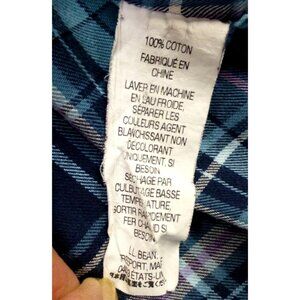 100% COTON
FABRIQUÉ EN
CHINE
LAVER EN MACHINE
EN EAU FROIDE,
SÉPARER LES
COULEURS AGENT
BLANCHISSANT NON
DECOLORANT
UNIQUEMENT, SI
BESOIN
SÉCHAGE PAR
CULBUTAGE BASSE
TEMPÉRATURE,
SORTIR RAPIDEMENT
FER CHAUD SI
BESOIN
L.L. BEAN,